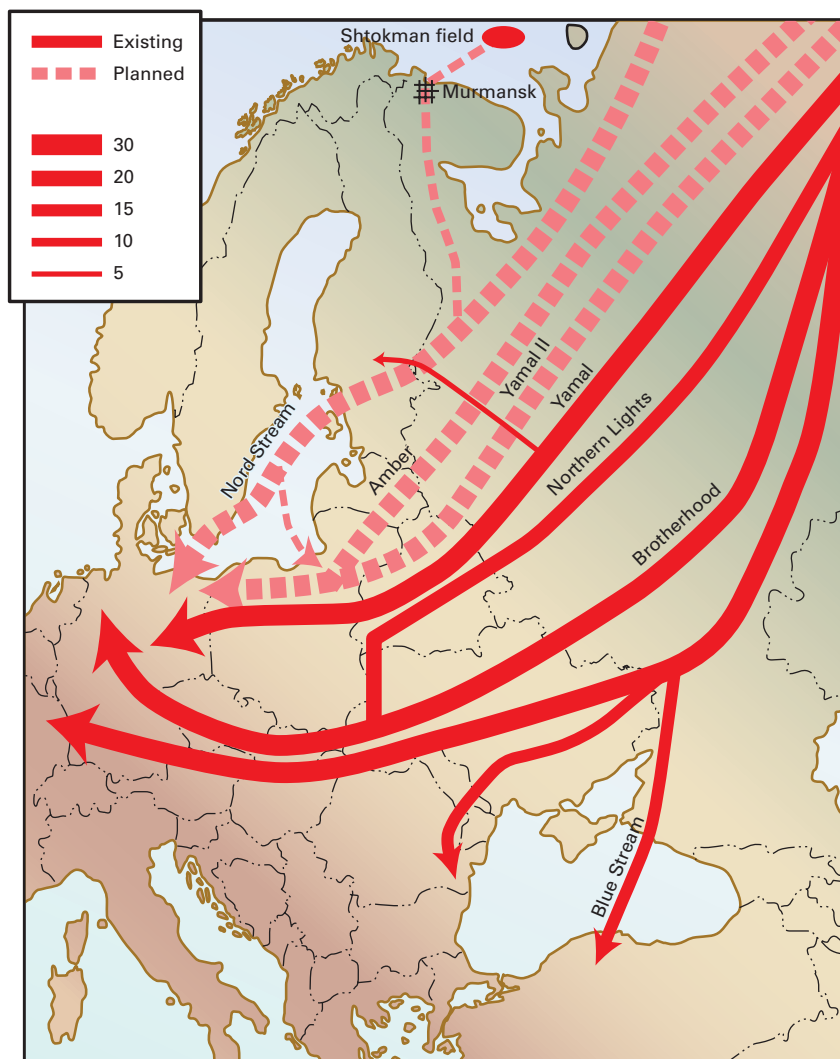 Existing
Planned
30
20
15
10
5
Shtokman field
Murmansk
Nord Stream
Amber
Yamal II
Yamal
Northern Lights
Brotherhood
Blue Stream